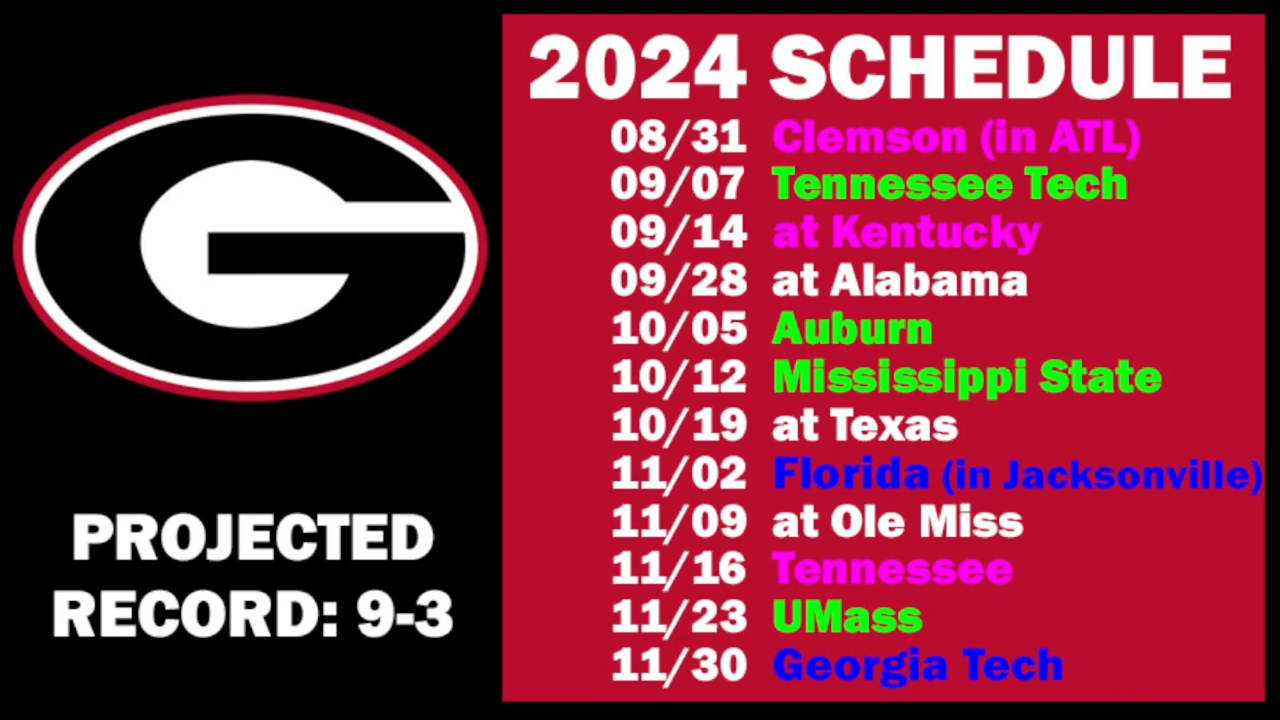 G
PROJECTED
RECORD: 9-3
2024 SCHEDULE
08/31 Clemson (in ATL)
09/07 Tennessee Tech
09/14 at Kentucky
09/28 at Alabama
10/05 Auburn
10/12 Mississippi State
10/19 at Texas
11/02 Florida (in Jacksonville)
11/09 at Ole Miss
11/16 Tennessee
11/23 UMass
11/30 Georgia Tech